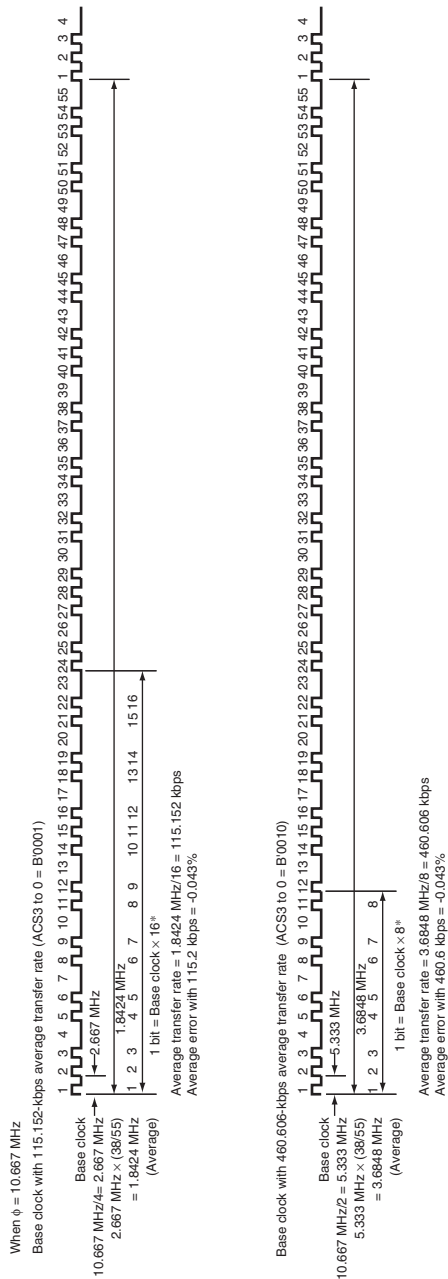 When ϕ = 10.667 MHz
Base clock with 115.152-kbps average transfer rate (ACS3 to 0 = B'0001)
1 2 3 4 5 6 7 8 9 10 11 12 13 14 15 16 17 18 19 20 21 22 23 24 25 26 27 28 29 30 31 32 33 34 35 36 37 38 39 40 41 42 43 44 45 46 47 48 49 50 51 52 53 54 55 1 2 3 4
Base clock
10.667 MHz/4= 2.667 MHz
2.667 MHz
2.667 MHz × (38/55)
1.8424 MHz
= 1.8424 MHz
(Average)
1 2 3 4 5 6 7 8 9 10 11 12 13 14 15 16
1 bit = Base clock × 16*
Average transfer rate = 1.8424 MHz/16 = 115.152 kbps
Average error with 115.2 kbps = -0.043%
Base clock with 460.606-kbps average transfer rate (ACS3 to 0 = B'0010)
1 2 3 4 5 6 7 8 9 10 11 12 13 14 15 16 17 18 19 20 21 22 23 24 25 26 27 28 29 30 31 32 33 34 35 36 37 38 39 40 41 42 43 44 45 46 47 48 49 50 51 52 53 54 55 1 2 3 4
Base clock
10.667 MHz/2 = 5.333 MHz
5.333 MHz
5.333 MHz × (38/55)
3.6848 MHz
= 3.6848 MHz
(Average)
1 2 3 4 5 6 7 8
1 bit = Base clock × 8*
Average transfer rate = 3.6848 MHz/8 = 460.606 kbps
Average error with 460.6 kbps = -0.043%